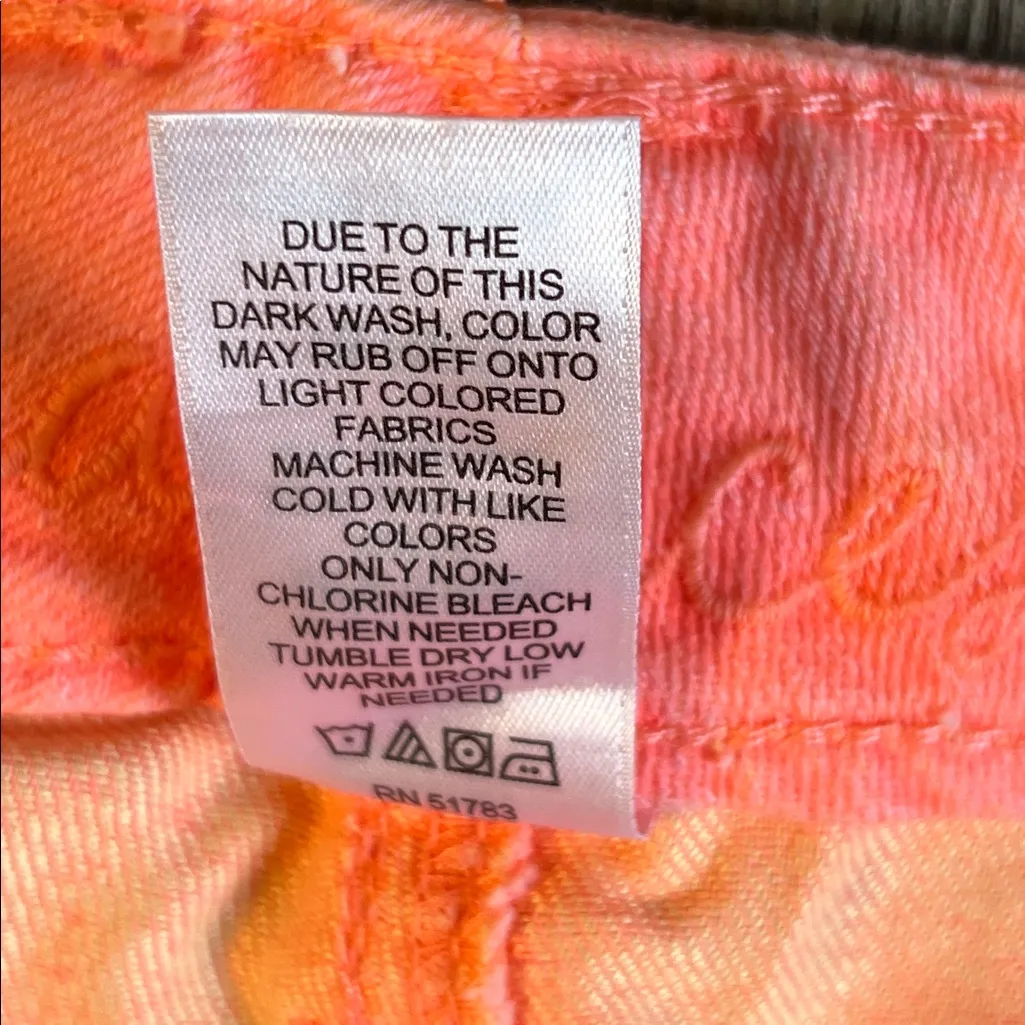 DUE TO THE
NATURE OF THIS
DARK WASH, COLOR
MAY RUB OFF ONTO
LIGHT COLORED
FABRICS
MACHINE WASH
COLD WITH LIKE
COLORS
ONLY NON-
CHLORINE BLEACH
WHEN NEEDED
TUMBLE DRY LOW
WARM IRON IF
NEEDED
RN 51783